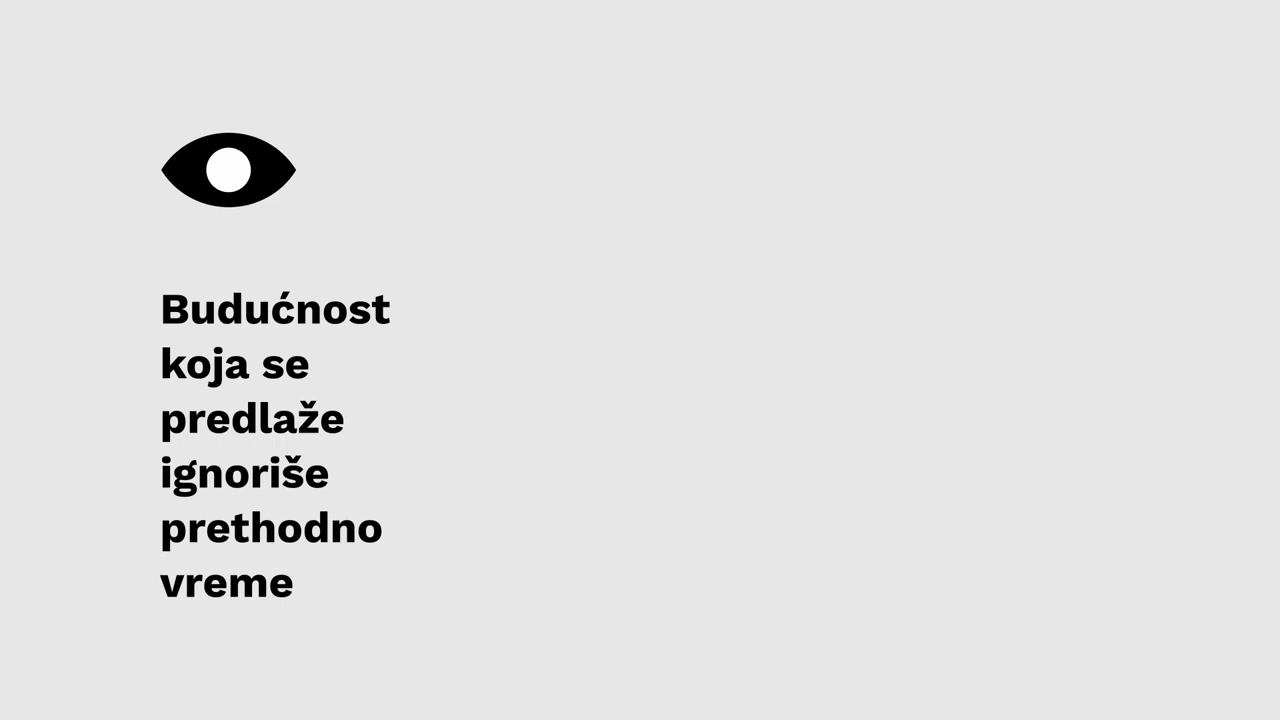 Budućnost
koja se
predlaže
ignoriše
prethodno
vreme